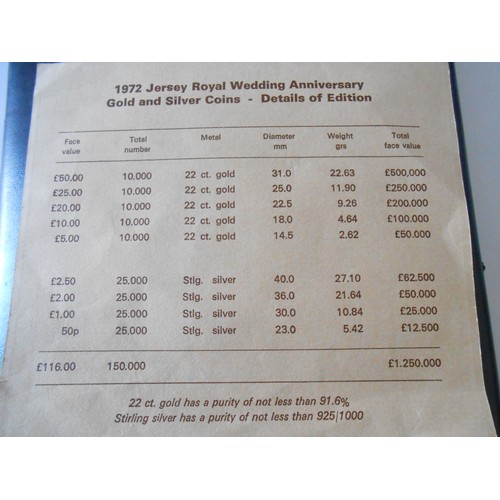 1972 Jersey Royal Wedding Anniversary
Gold and Silver Coins - Details of Edition
Face value Total number Metal Diameter mm Weight grs Total face value
£50,00 10.000 22 ct. gold 31.0 22.63 £500,000
£25.00 10.000 22 ct. gold 25.0 11.90 £250.000
£20.00 10.000 22 ct. gold 22.5 9.26 £200.000
£10.00 10.000 22 ct. gold 18.0 4.64 £100.000
£5.00 10.000 22 ct. gold 14.5 2.62 £50.000
£2.50 25.000 Stlg. silver 40.0 27.10 £62.500
£2.00 25.000 Stlg. silver 36.0 21.64 £50.000
£1.00 25.000 Stlg. silver 30.0 10.84 £25.000
50p 25,000 Stlg. silver 23.0 5.42 £12.500
£116.00 150.000 £1.250.000
22 ct. gold has a purity of not less than 91.6%
Stirling silver has a purity of not less than 925|1000